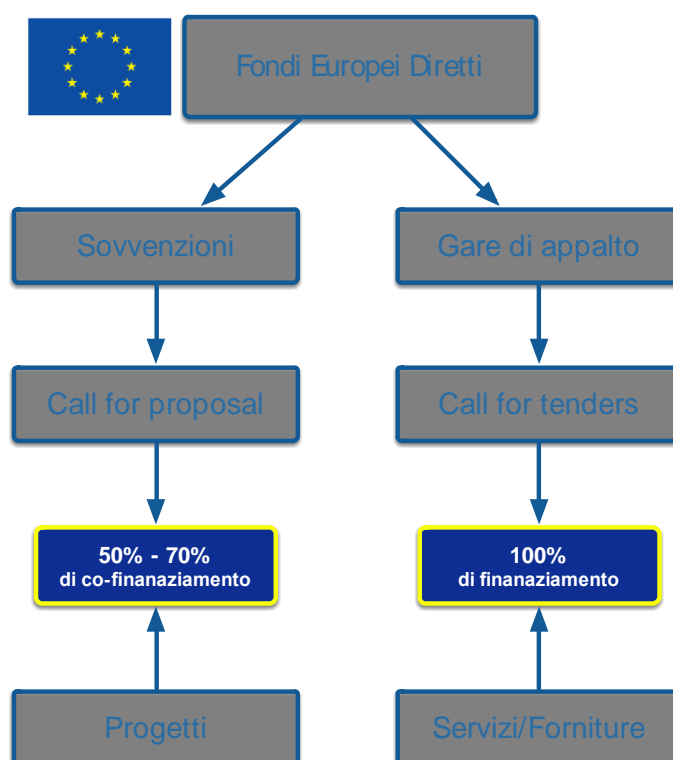 Fondi Europei Diretti
Sovvenzioni
Gare di appalto
Call for proposal
Call for tenders
50% - 70%
di co-finanaziamento
100%
di finanaziamento
Progetti
Servizi/Forniture